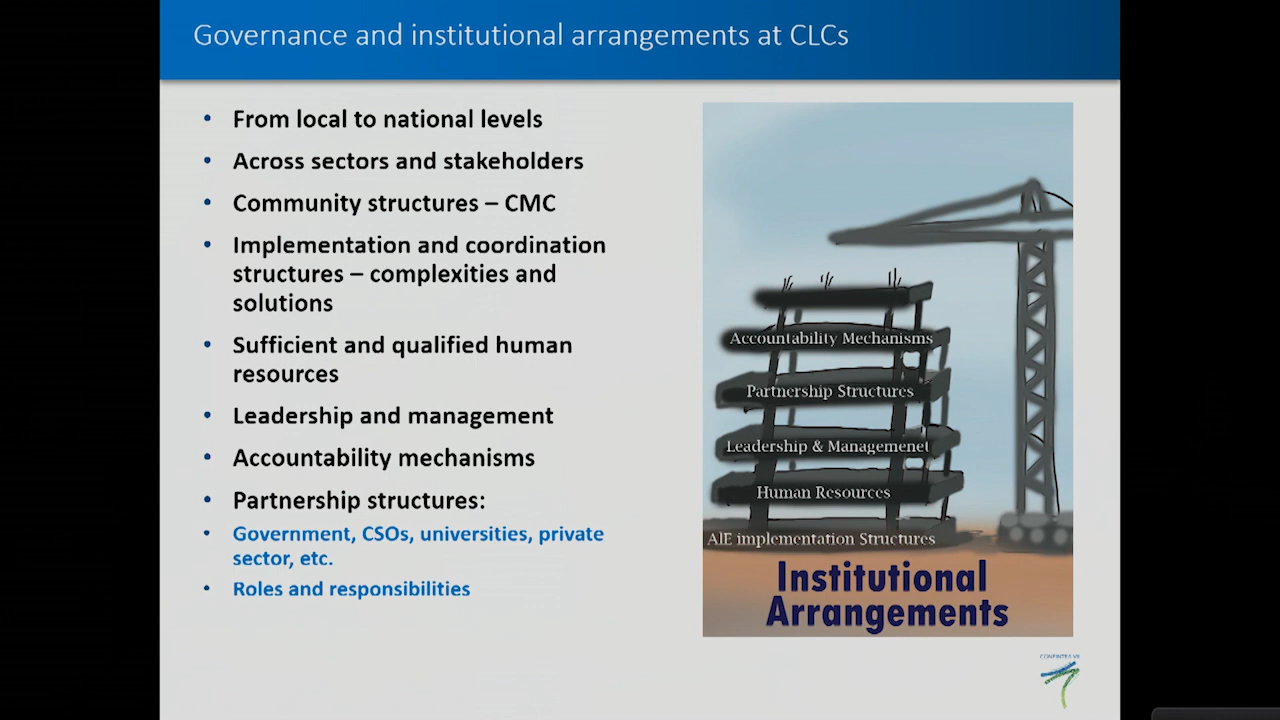 Governance and institutional arrangements at CLCs
• From local to national levels
• Across sectors and stakeholders
• Community structures – CMC
• Implementation and coordination
structures – complexities and
solutions
• Sufficient and qualified human
resources
• Leadership and management
• Accountability mechanisms
• Partnership structures:
• Government, CSOs, universities, private
sector, etc.
• Roles and responsibilities
Accountability Mechanisms
Partnership Structures
Leadership & Managemenet
Human Resources
AlE implementation Structures
Institutional
Arrangements
CONFINTEA VII